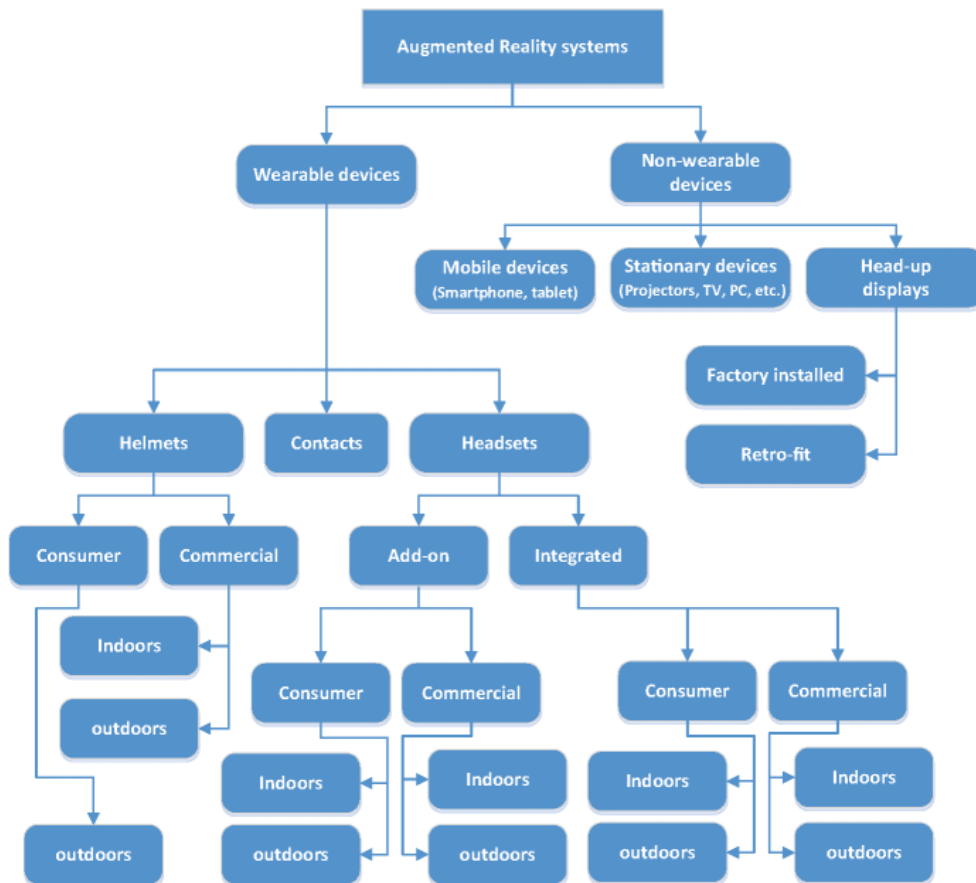 Augmented Reality systems
Wearable devices
Non-wearable
devices
Mobile devices
(Smartphone, tablet)
Stationary devices
(Projectors, TV, PC, etc.)
Head-up
displays
Factory installed
Retro-fit
Helmets
Contacts
Headsets
Consumer
Commercial
Add-on
Integrated
Indoors
outdoors
outdoors
Consumer
Commercial
Indoors
outdoors
Indoors
outdoors
Consumer
Commercial
Indoors
outdoors
Indoors
outdoors